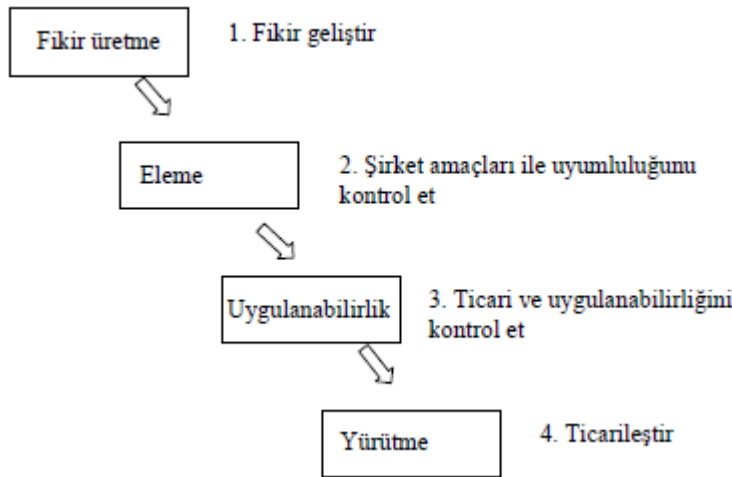 Fikir üretme
1. Fikir geliştir
Eleme
2. Şirket amaçları ile uyumluluğunu
kontrol et
Uygulanabilirlik
3. Ticari ve uygulanabilirliğini
kontrol et
Yürütme
4. Ticarileştir